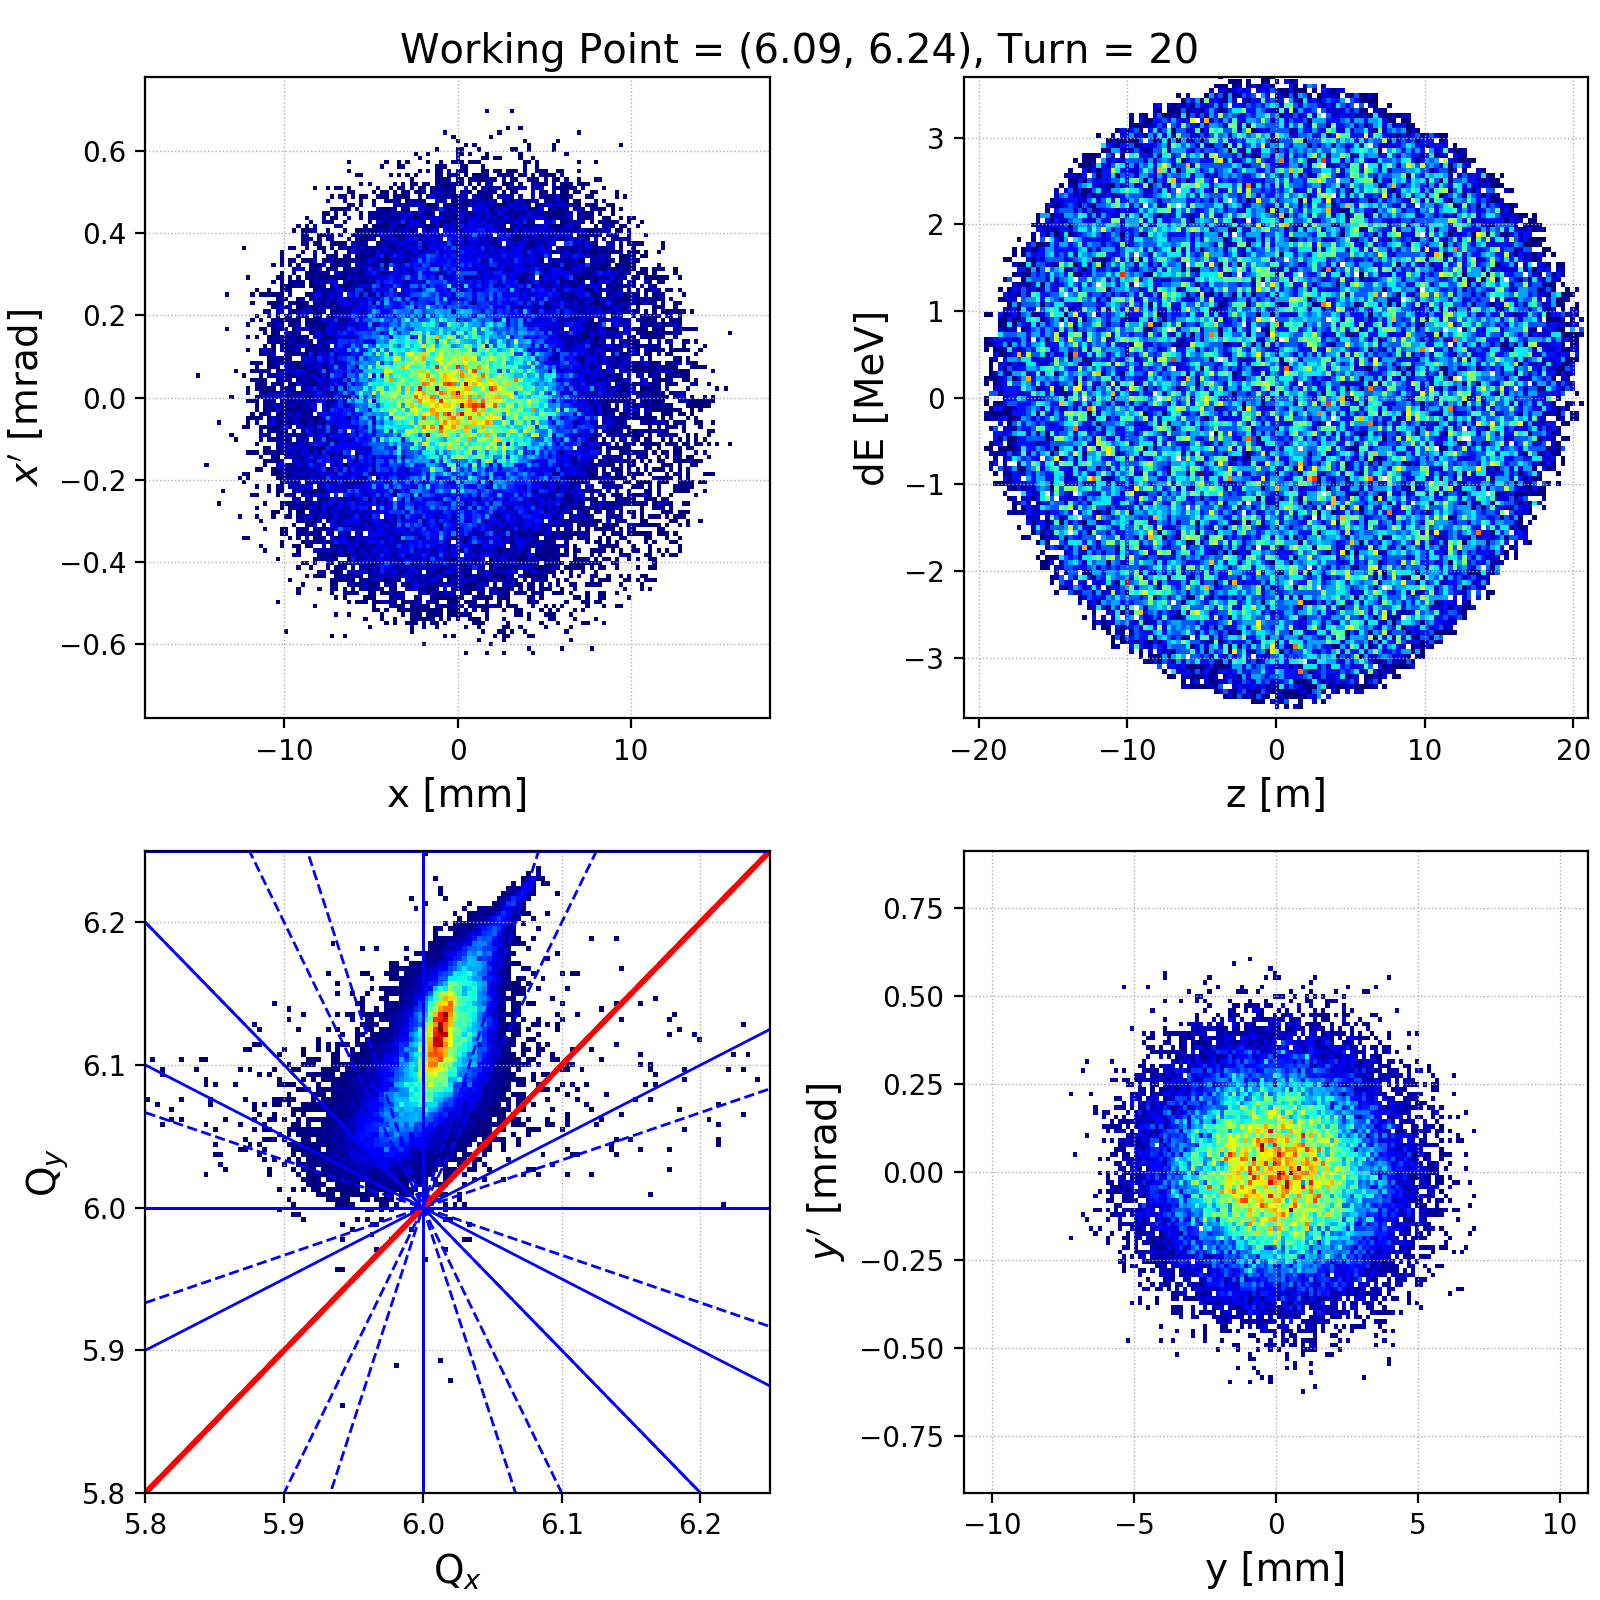 Working Point = (6.09, 6.24), Turn = 20
0.6
0.4
0.2
0.0
−0.2
−0.4
−0.6
x′ [mrad]
−10 0 10
x [mm]
3
2
1
0
−1
−2
−3
dE [MeV]
−20 −10 0 10 20
z [m]
6.2
6.1
6.0
5.9
5.8
Qy
5.8 5.9 6.0 6.1 6.2
Qx
0.75
0.50
0.25
0.00
−0.25
−0.50
−0.75
y′ [mrad]
−10 −5 0 5 10
y [mm]